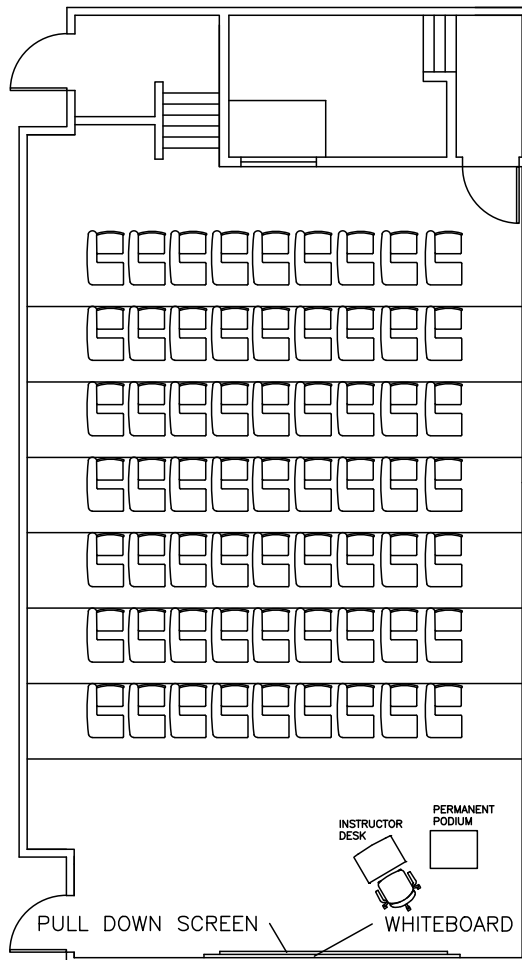 INSTRUCTOR
DESK
PERMANENT
PODIUM
PULL DOWN SCREEN
WHITEBOARD